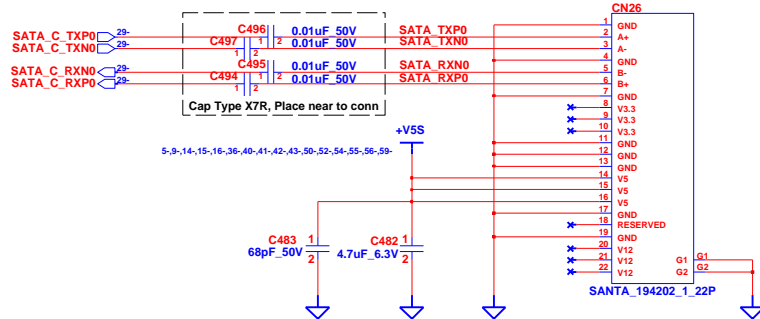 CN26
C496
SATA_C_TXP0 29- 1 2 0.01uF_50V SATA_TXP0
SATA_C_TXN0 29- C497 1 2 0.01uF_50V SATA_TXN0
SATA_C_RXN0 29- C495 1 2 0.01uF_50V SATA_RXN0
SATA_C_RXP0 29- C494 1 2 0.01uF_50V SATA_RXP0
Cap Type X7R, Place near to conn
+V5S
5-,9-,14-,15-,16-,36-,40-,41-,42-,43-,50-,52-,54-,55-,56-,59-
C483 1
68pF_50V 2
C482 1
4.7uF_6.3V 2
1 GND
2 A+
3 A-
4 GND
5 B-
6 B+
7 GND
8 V3.3
9 V3.3
10 V3.3
11 GND
12 GND
13 GND
14 V5
15 V5
16 V5
17 GND
18 RESERVED
19 GND
20 V12
21 V12
22 V12
G1 G1
G2 G2
SANTA_194202_1_22P